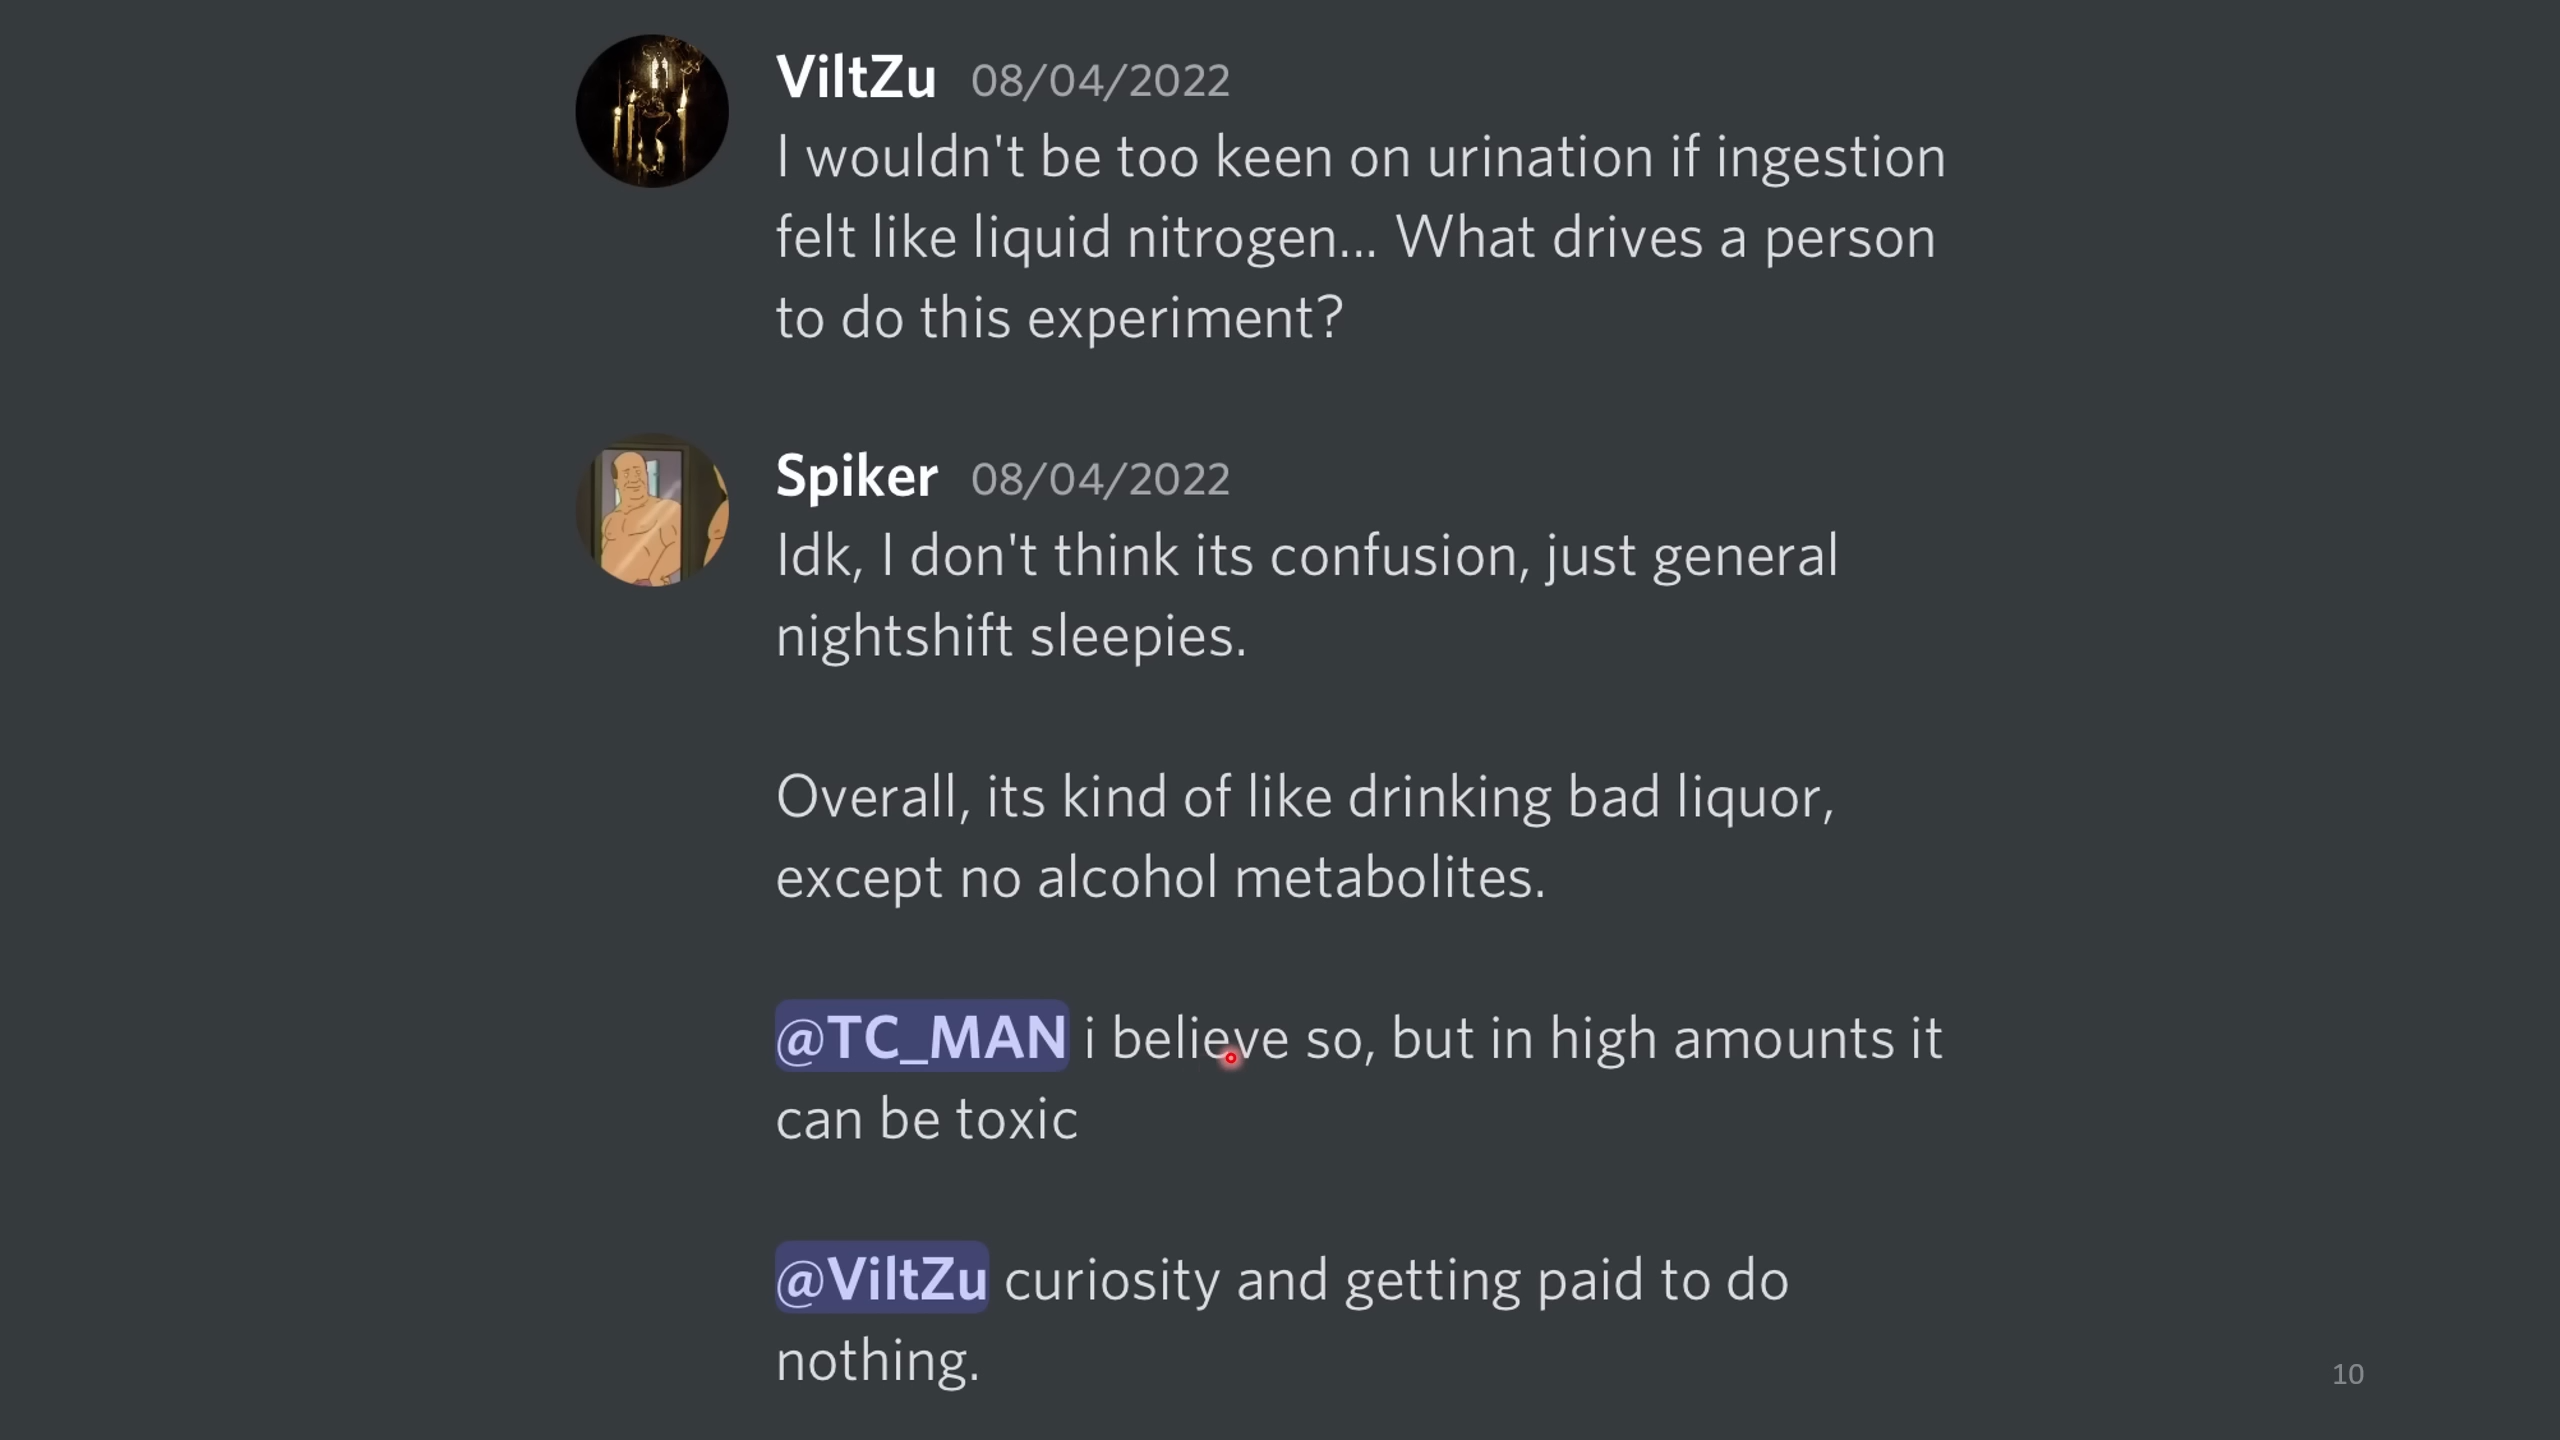 ViltZu 08/04/2022
I wouldn't be too keen on urination if ingestion
felt like liquid nitrogen... What drives a person
to do this experiment?
Spiker 08/04/2022
Idk, I don't think its confusion, just general
nightshift sleepies.
Overall, its kind of like drinking bad liquor,
except no alcohol metabolites.
@TC_MAN i believe so, but in high amounts it
can be toxic
@ViltZu curiosity and getting paid to do
nothing.
10